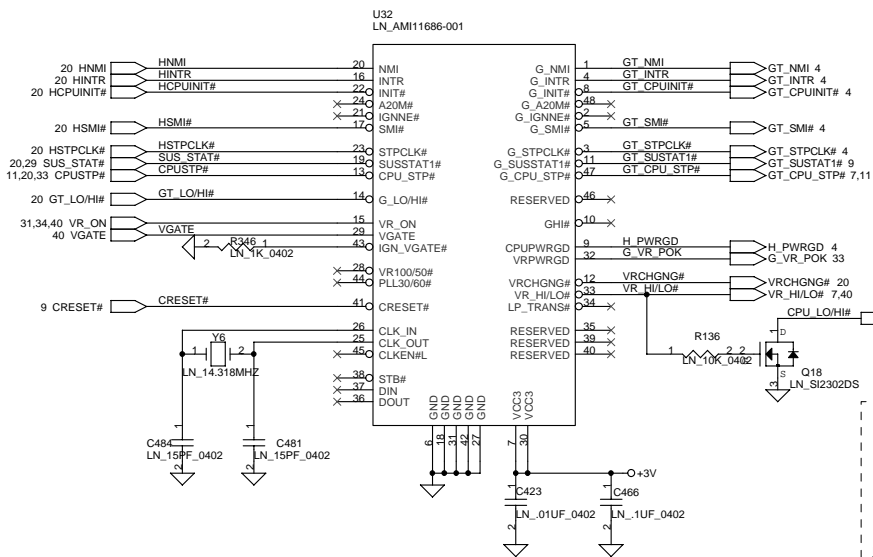 U32
LN_AMI11686-001
20 HNMI HNMI 20 NMI G_NMI 1 GT_NMI GT_NMI 4
20 HINTR HINTR 16 INTR G_INTR 4 GT_INTR GT_INTR 4
20 HCPUINIT# HCPUINIT# 22 INIT# G_INIT# 8 GT_CPUINIT# GT_CPUINIT# 4
24 A20M# G_A20M# 48
21 IGNNE# G_IGNNE# 2
20 HSMI# HSMI# 17 SMI# G_SMI# 5 GT_SMI# GT_SMI# 4
20 HSTPCLK# HSTPCLK# 23 STPCLK# G_STPCLK# 3 GT_STPCLK# GT_STPCLK# 4
20,29 SUS_STAT# SUS_STAT# 19 SUSSTAT1# G_SUSSTAT1# 11 GT_SUSTAT1# GT_SUSTAT1# 9
11,20,33 CPUSTP# CPUSTP# 13 CPU_STP# G_CPU_STP# 47 GT_CPU_STP# GT_CPU_STP# 7,11
20 GT_LO/HI# GT_LO/HI# 14 G_LO/HI# RESERVED 46
31,34,40 VR_ON 15 VR_ON GHI# 10
40 VGATE VGATE 29 VGATE
2 R346 1 43 IGN_VGATE# CPUPWRGD 9 H_PWRGD H_PWRGD 4
LN_1K_0402
VRPWRGD 32 G_VR_POK G_VR_POK 33
28 VR100/50#
44 PLL30/60# VRCHGNG# 12 VRCHGNG# VRCHGNG# 20
VR_HI/LO# 33 VR_HI/LO# VR_HI/LO# 7,40
9 CRESET# CRESET# 41 CRESET# LP_TRANS# 34
CPU_LO/HI#
26 CLK_IN RESERVED 35
25 CLK_OUT RESERVED 39
45 CLKEN#L RESERVED 40
1 Y6 2
LN_14.318MHZ
R136
1 2 2
LN_10K_0402
1 D
G
S
3
Q18
LN_SI2302DS
38 STB#
37 DIN
36 DOUT
GND GND GND GND GND VCC3 VCC3
6 18 31 42 27 7 30
1 C484 2
LN_15PF_0402
1 C481 2
LN_15PF_0402
+3V
1 C423 2
LN_.01UF_0402
1 C466 2
LN_.1UF_0402